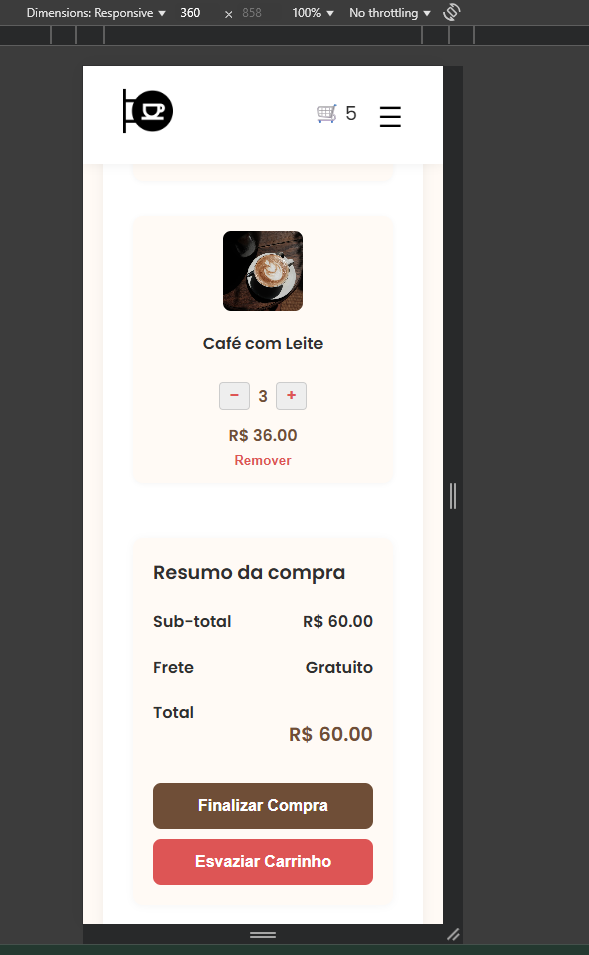 Dimensions: Responsive ▼ 360 × 858 100% ▼ No throttling ▼
5
Café com Leite
− 3 +
R$ 36.00
Remover
Resumo da compra
Sub-total R$ 60.00
Frete Gratuito
Total
R$ 60.00
Finalizar Compra
Esvaziar Carrinho